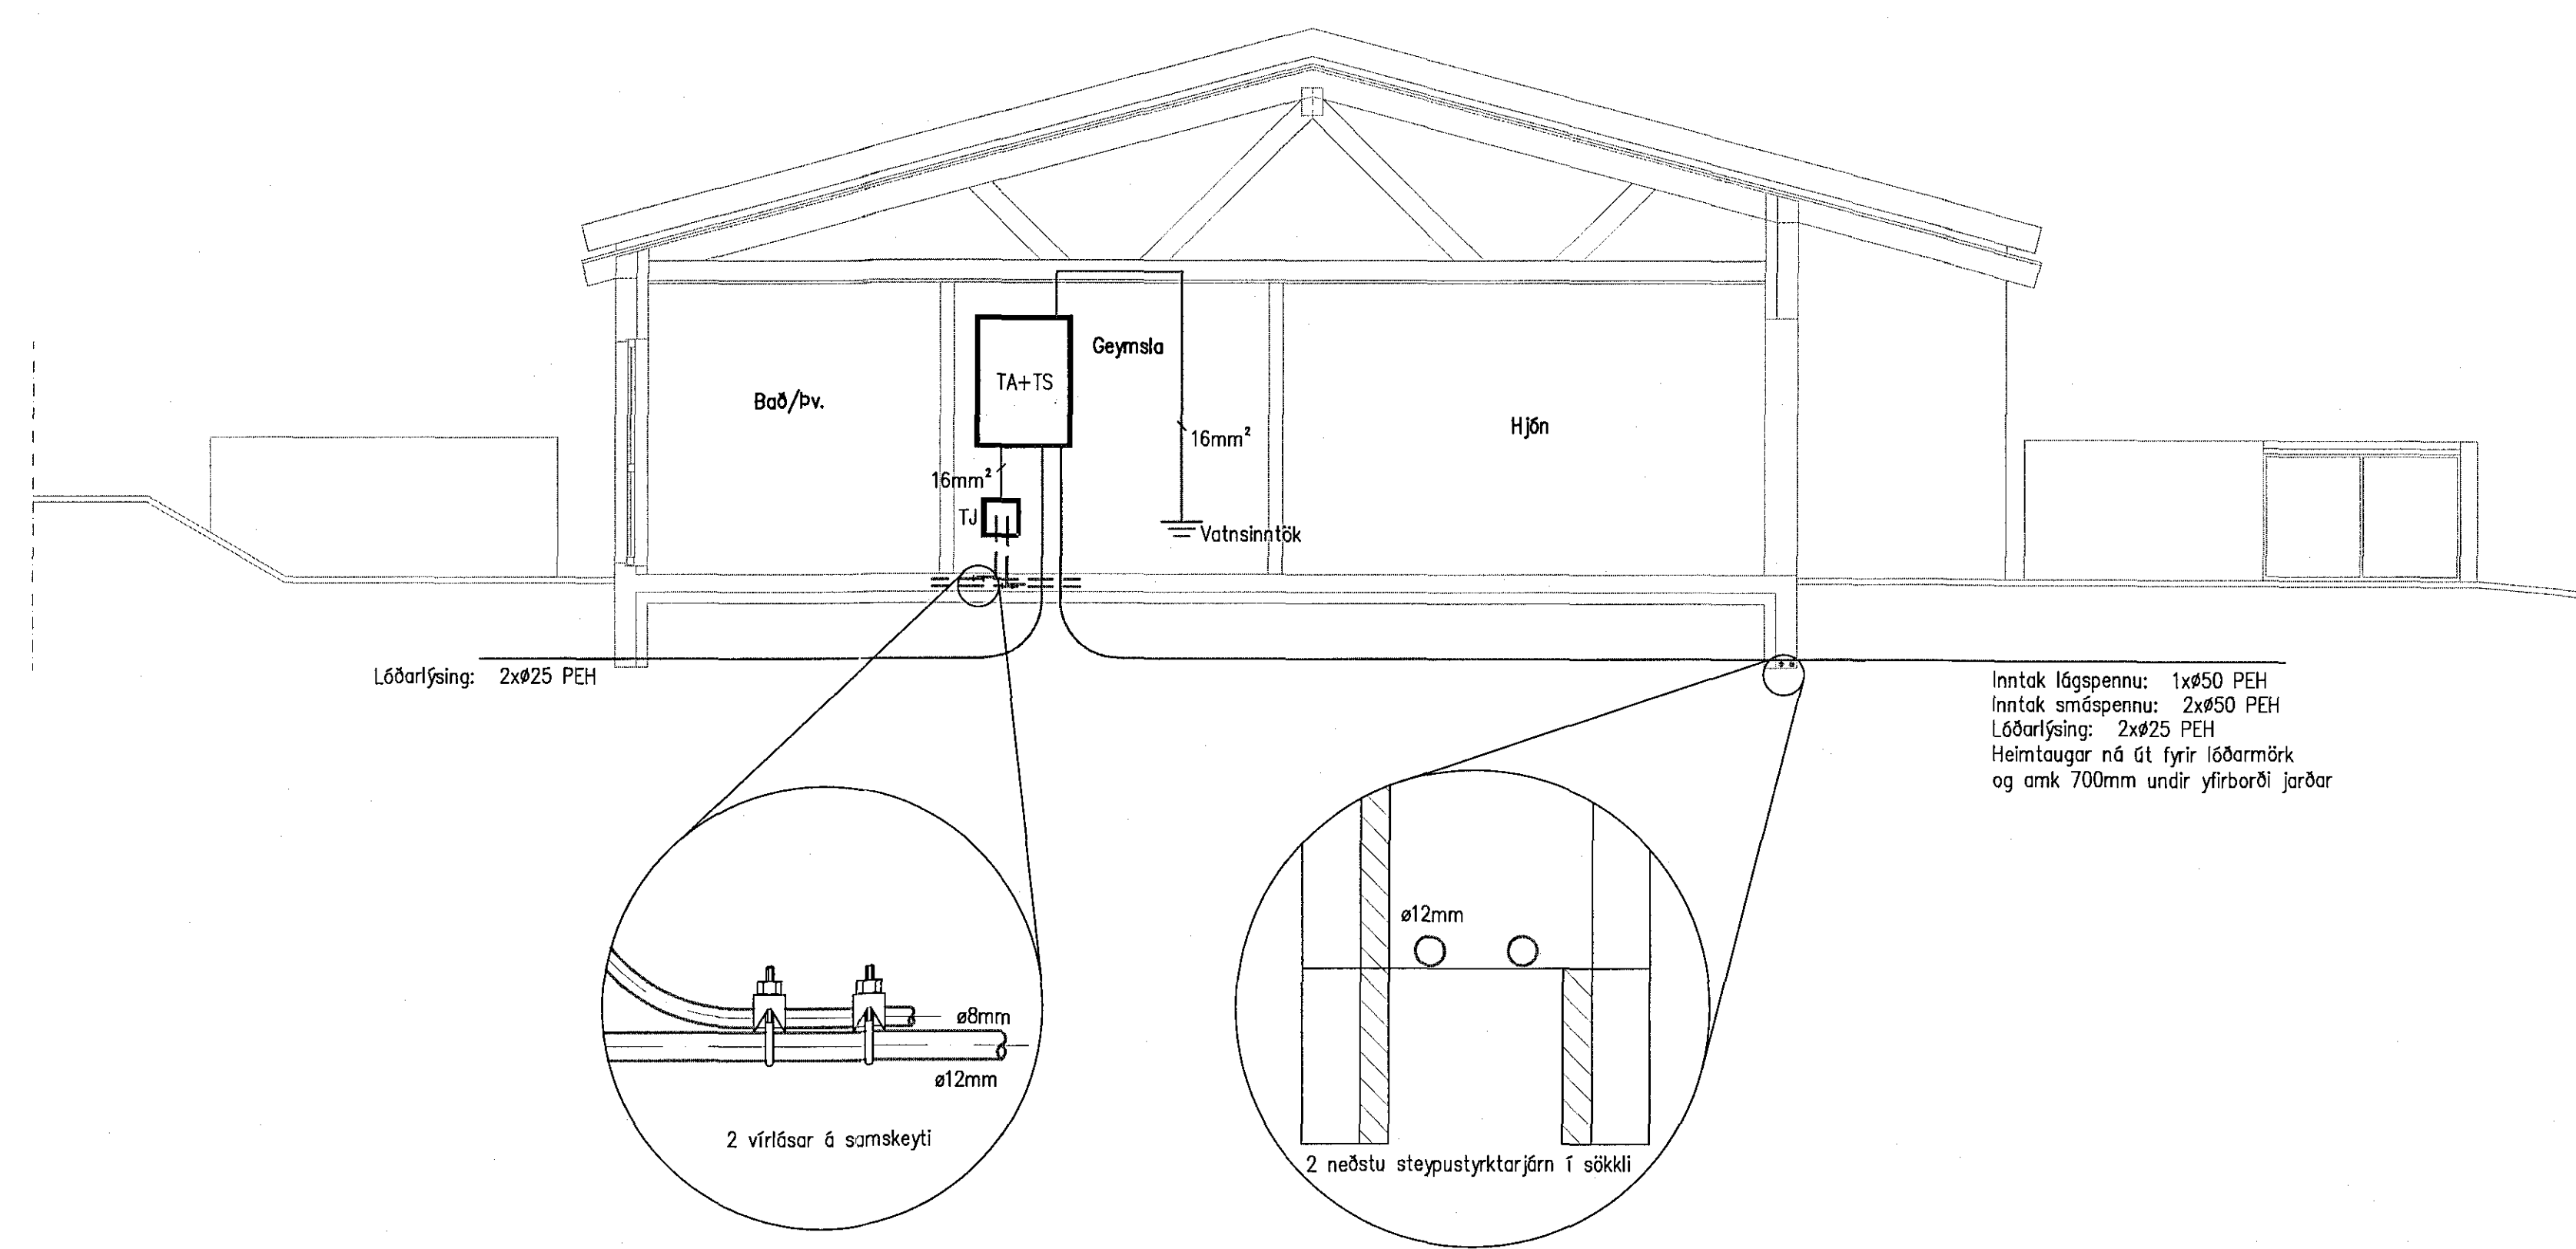 Geymsla
TA+TS
Bað/Þv.
Hjón
16mm²
16mm²
TJ
Vatnsinntök
Lóðarlýsing: 2xø25 PEH
Inntak lágspennu: 1xø50 PEH
Inntak smáspennu: 2xø50 PEH
Lóðarlýsing: 2xø25 PEH
Heimtaugar ná út fyrir lóðarmörk
og amk 700mm undir yfirborði jarðar
ø12mm
ø8mm
ø12mm
2 vírlásar á samskeyti
2 neðstu steypustyrktarjárn í sökkli